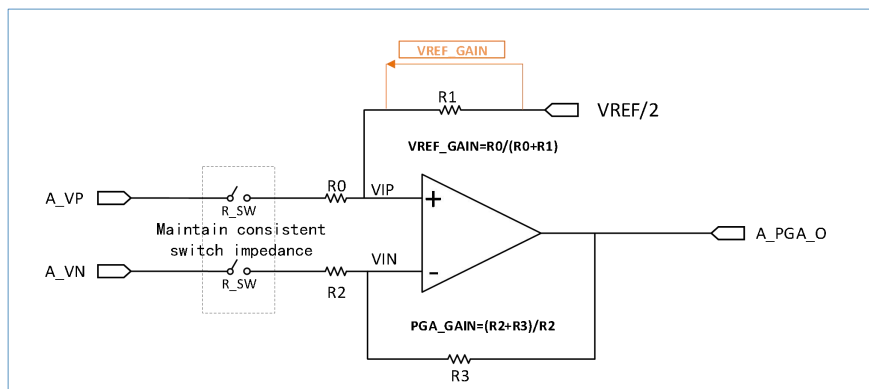 VREF_GAIN
R1
VREF/2
VREF_GAIN=R0/(R0+R1)
A_VP
R_SW
R0
VIP
+
Maintain consistent
switch impedance
A_PGA_O
A_VN
R_SW
R2
VIN
-
PGA_GAIN=(R2+R3)/R2
R3